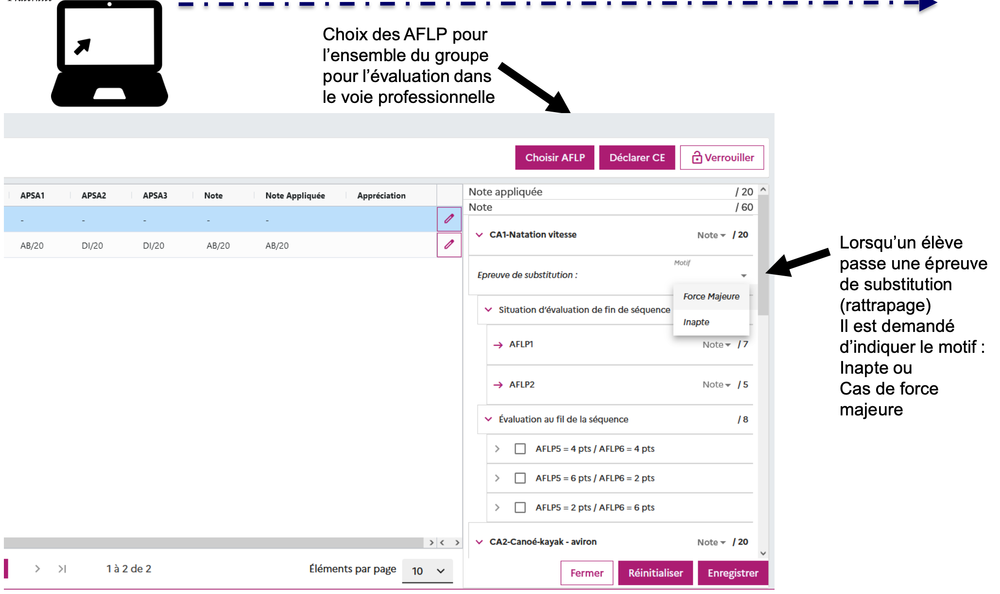 Choix des AFLP pour
l'ensemble du groupe
pour l'évaluation dans
le voie professionnelle
Choisir AFLP
Déclarer CE
Verrouiller
APSA1 APSA2 APSA3 Note Note Appliquée Appréciation
- - - - -
AB/20 DI/20 DI/20 AB/20 AB/20
Note appliquée / 20
Note / 60
CA1-Natation vitesse Note / 20
Motif
Epreuve de substitution :
Force Majeure
Inapte
Situation d'évaluation de fin de séquence
AFLP1 Note / 7
AFLP2 Note / 5
Évaluation au fil de la séquence / 8
AFLP5 = 4 pts / AFLP6 = 4 pts
AFLP5 = 6 pts / AFLP6 = 2 pts
AFLP5 = 2 pts / AFLP6 = 6 pts
CA2-Canoé-kayak - aviron Note / 20
1 à 2 de 2
Éléments par page 10
Fermer
Réinitialiser
Enregistrer
Lorsqu'un élève
passe une épreuve
de substitution
(rattrapage)
Il est demandé
d'indiquer le motif :
Inapte ou
Cas de force
majeure